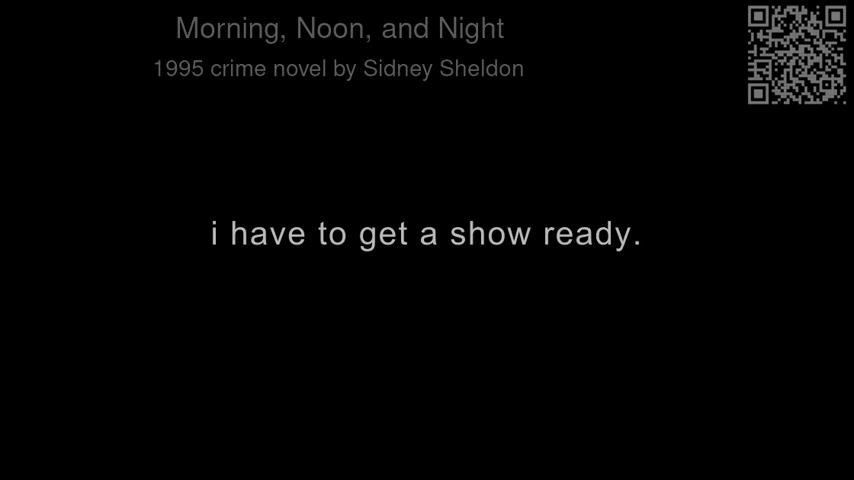 Morning, Noon, and Night
1995 crime novel by Sidney Sheldon
i have to get a show ready.